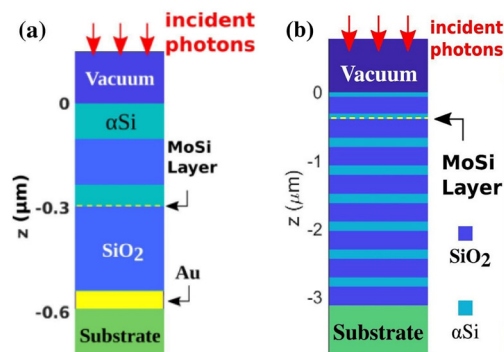 (a)
incident
photons
Vacuum
0
αSi
MoSi
Layer
-0.3
z (μm)
SiO2
Au
-0.6
Substrate
(b)
incident
photons
Vacuum
0
-1
MoSi
Layer
z (μm)
-2
SiO2
-3
αSi
Substrate